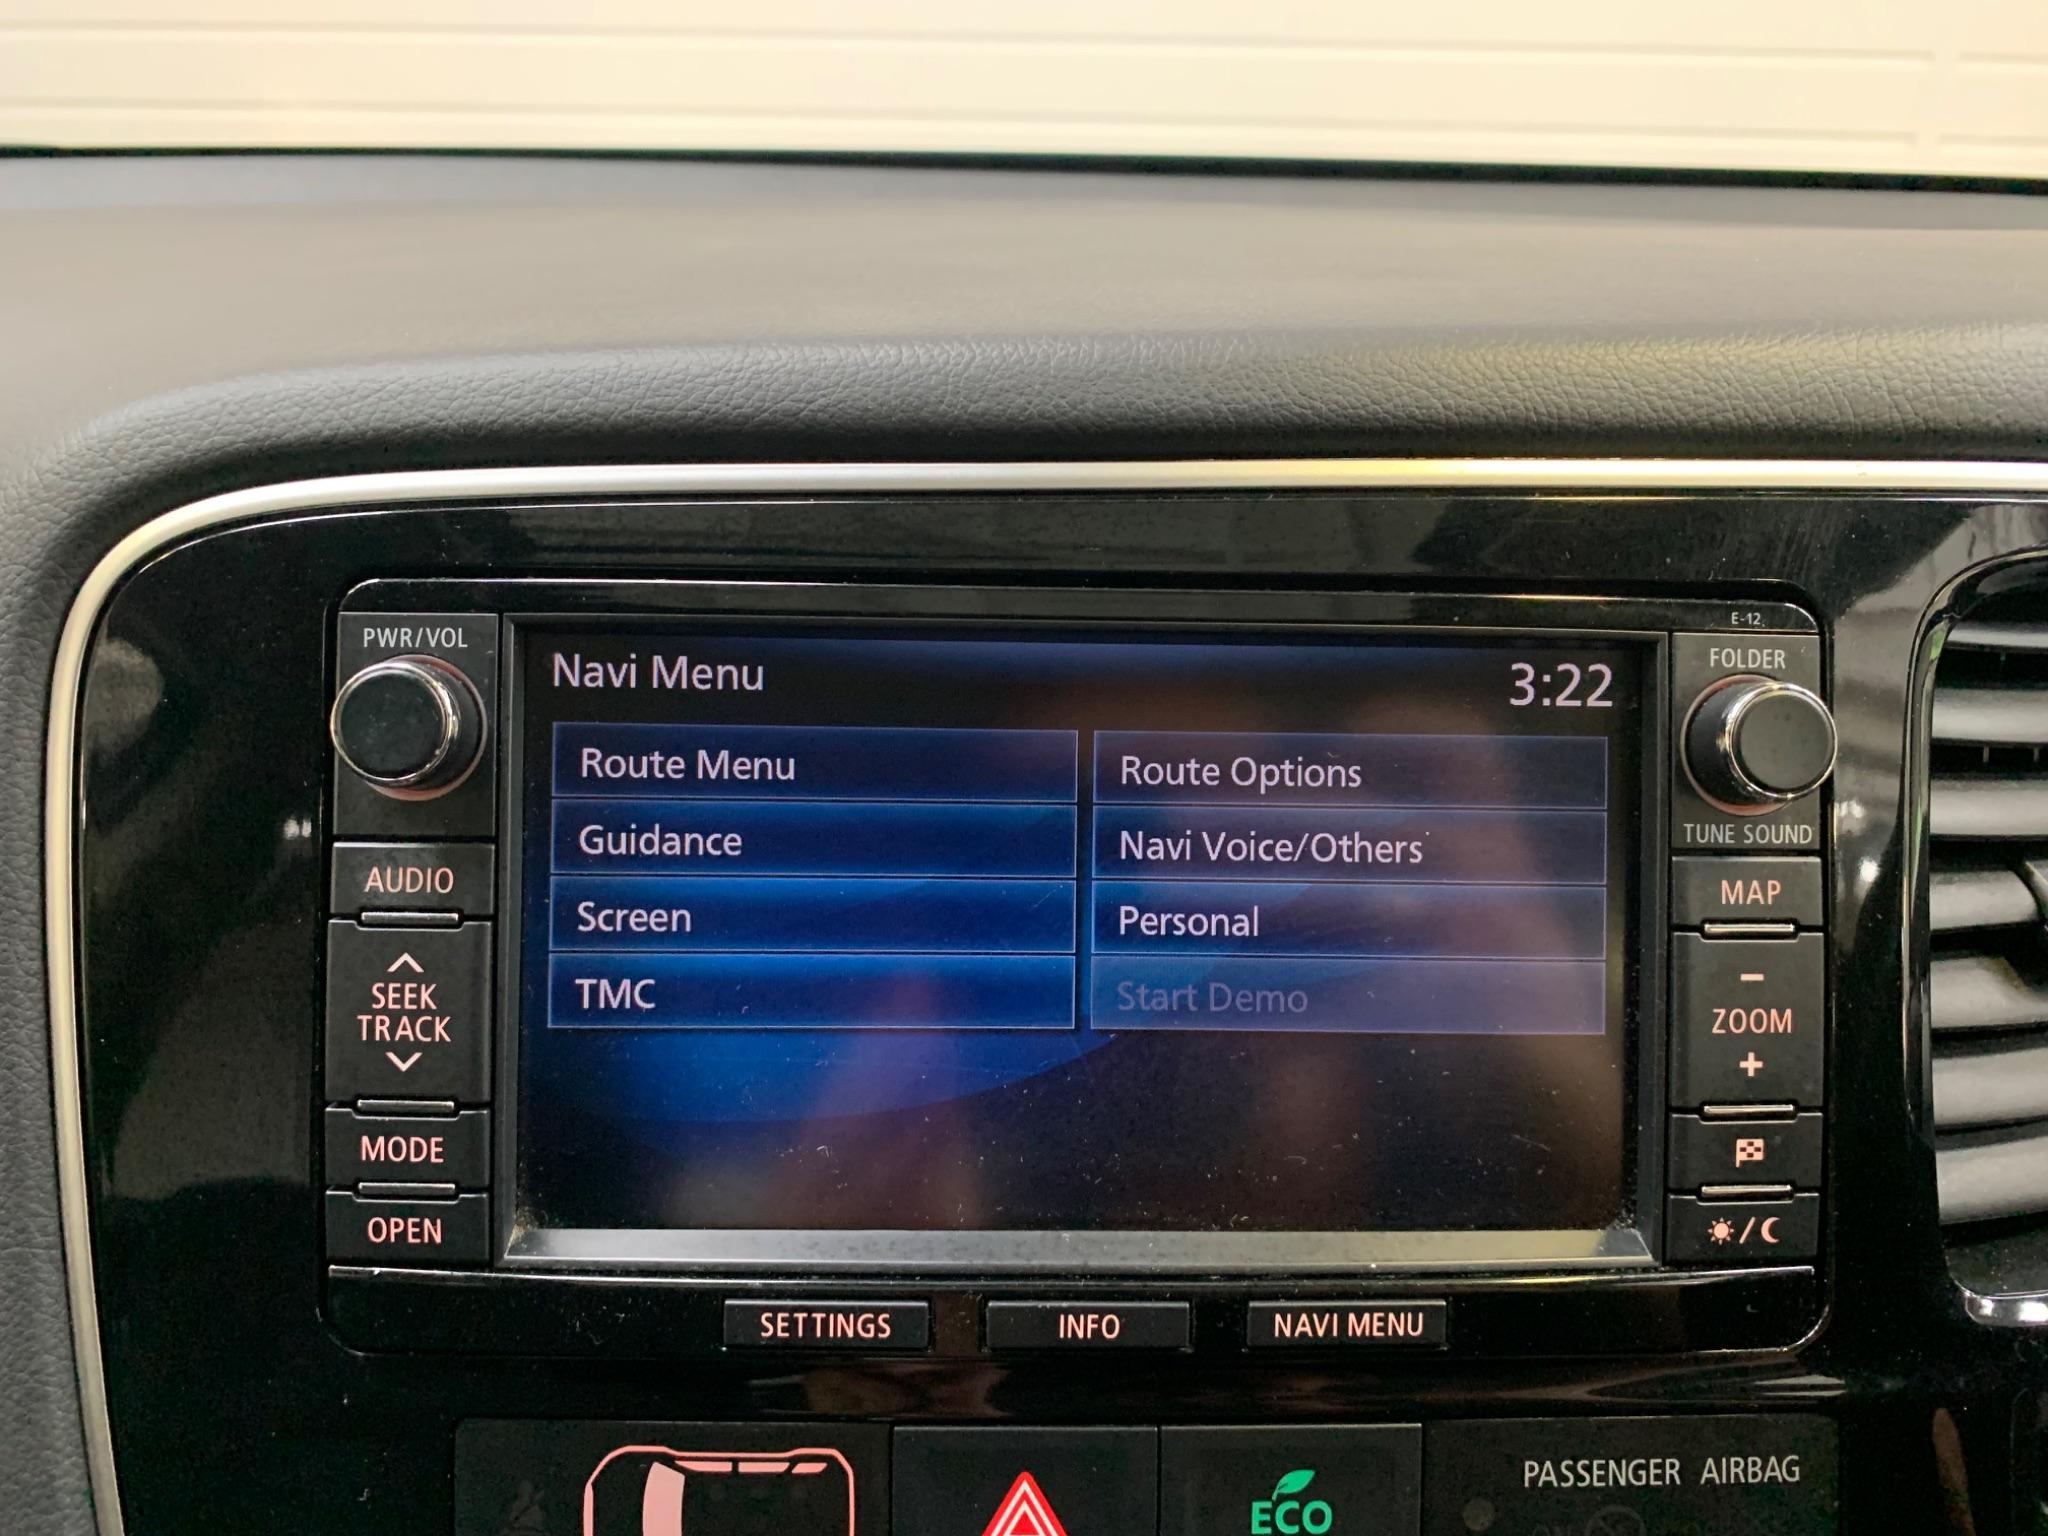 E-12
PWR/VOL
FOLDER
Navi Menu
3:22
Route Menu
Route Options
TUNE SOUND
Guidance
Navi Voice/Others
AUDIO
MAP
Screen
Personal
SEEK
TRACK
TMC
Start Demo
-
ZOOM
+
MODE
OPEN
SETTINGS
INFO
NAVI MENU
PASSENGER AIRBAG
ECO